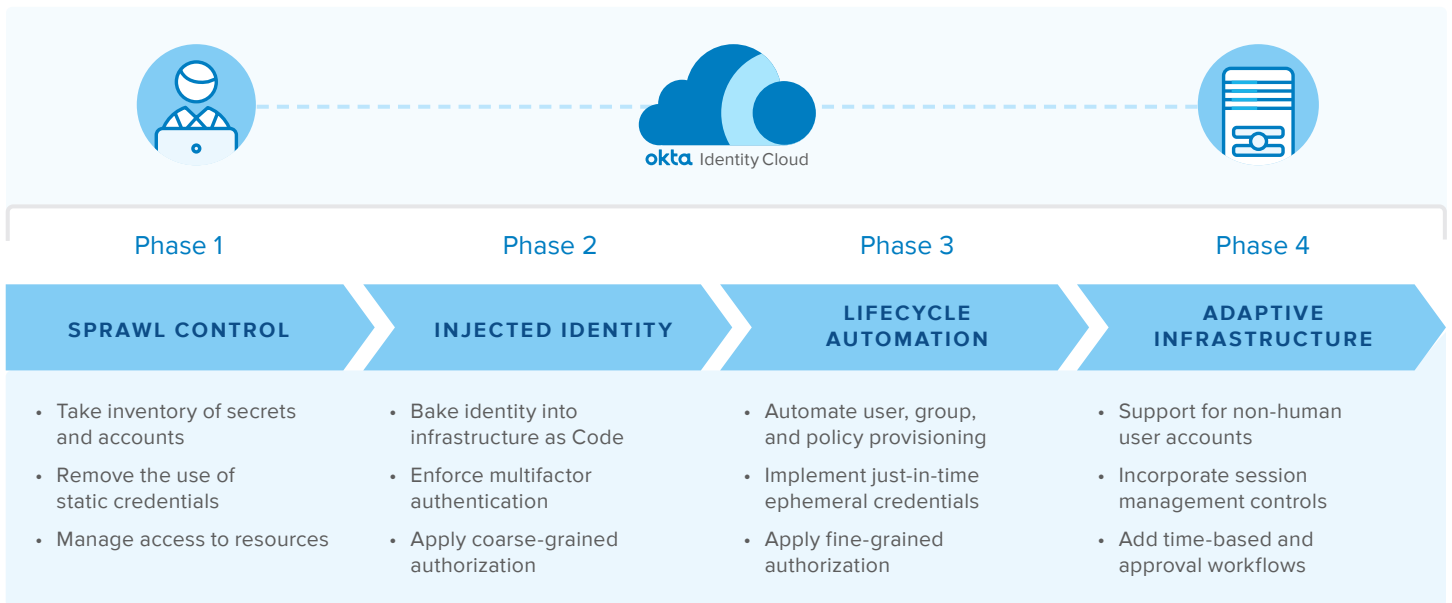 okta Identity Cloud
Phase 1
Phase 2
Phase 3
Phase 4
SPRAWL CONTROL
INJECTED IDENTITY
LIFECYCLE
AUTOMATION
ADAPTIVE
INFRASTRUCTURE
• Take inventory of secrets
and accounts
• Remove the use of
static credentials
• Manage access to resources
• Bake identity into
infrastructure as Code
• Enforce multifactor
authentication
• Apply coarse-grained
authorization
• Automate user, group,
and policy provisioning
• Implement just-in-time
ephemeral credentials
• Apply fine-grained
authorization
• Support for non-human
user accounts
• Incorporate session
management controls
• Add time-based and
approval workflows